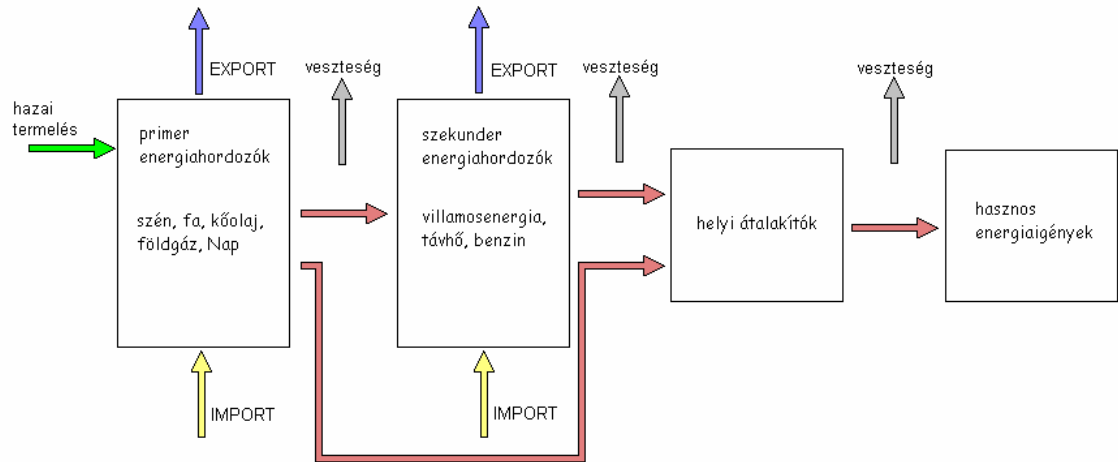 EXPORT
veszteség
EXPORT
veszteség
veszteség
hazai
termelés
primer
energiahordozók
szén, fa, kőolaj,
földgáz, Nap
szekunder
energiahordozók
villamosenergia,
távhő, benzin
helyi átalakítók
hasznos
energiaigények
IMPORT
IMPORT